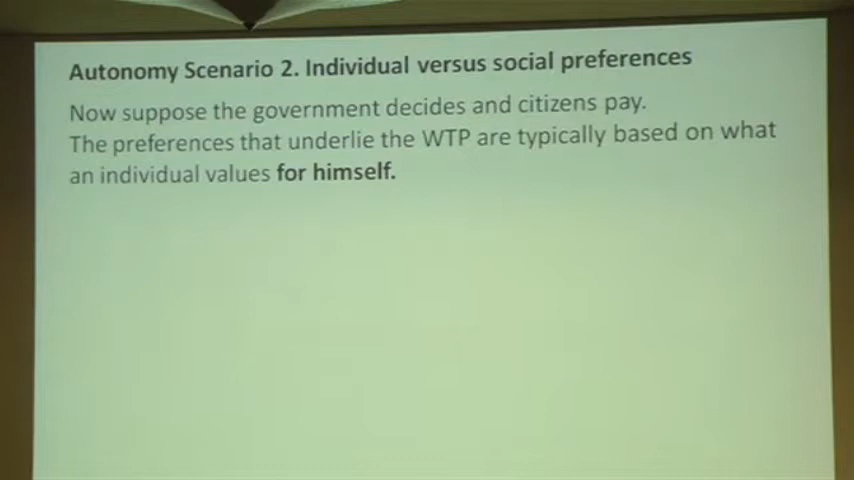 Autonomy Scenario 2. Individual versus social preferences
Now suppose the government decides and citizens pay.
The preferences that underlie the WTP are typically based on what
an individual values for himself.